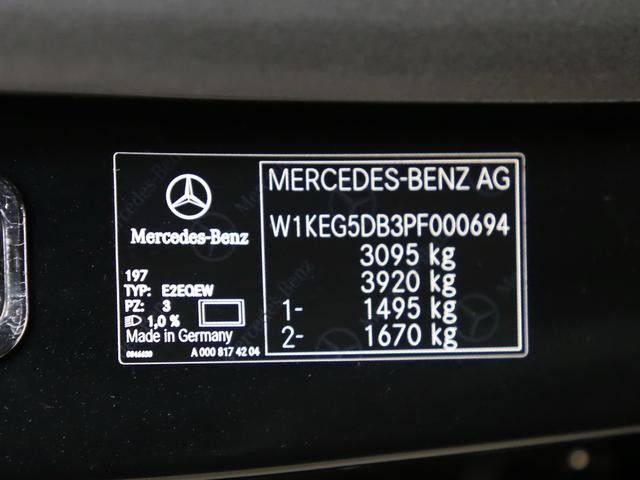 Mercedes-Benz
197
TYP: E2EQEW
PZ: 3
1,0 %
Made in Germany
A 000 817 42 04
MERCEDES-BENZ AG
W1KEG5DB3PF000694
3095 kg
3920 kg
1- 1495 kg
2- 1670 kg